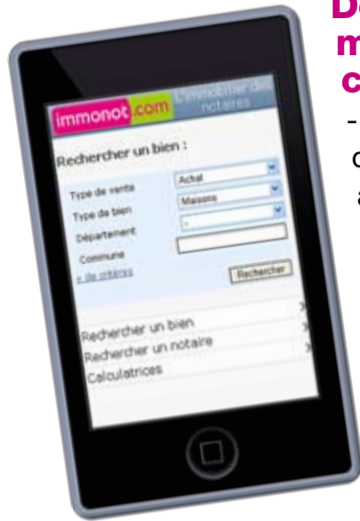 immonot.com L'immobilier des
notaires
Rechercher un bien :
Type de vente Achat
Type de bien Maisons
Département -
Commune
+ de critères
Rechercher
Rechercher un bien
Rechercher un notaire
Calculatrices